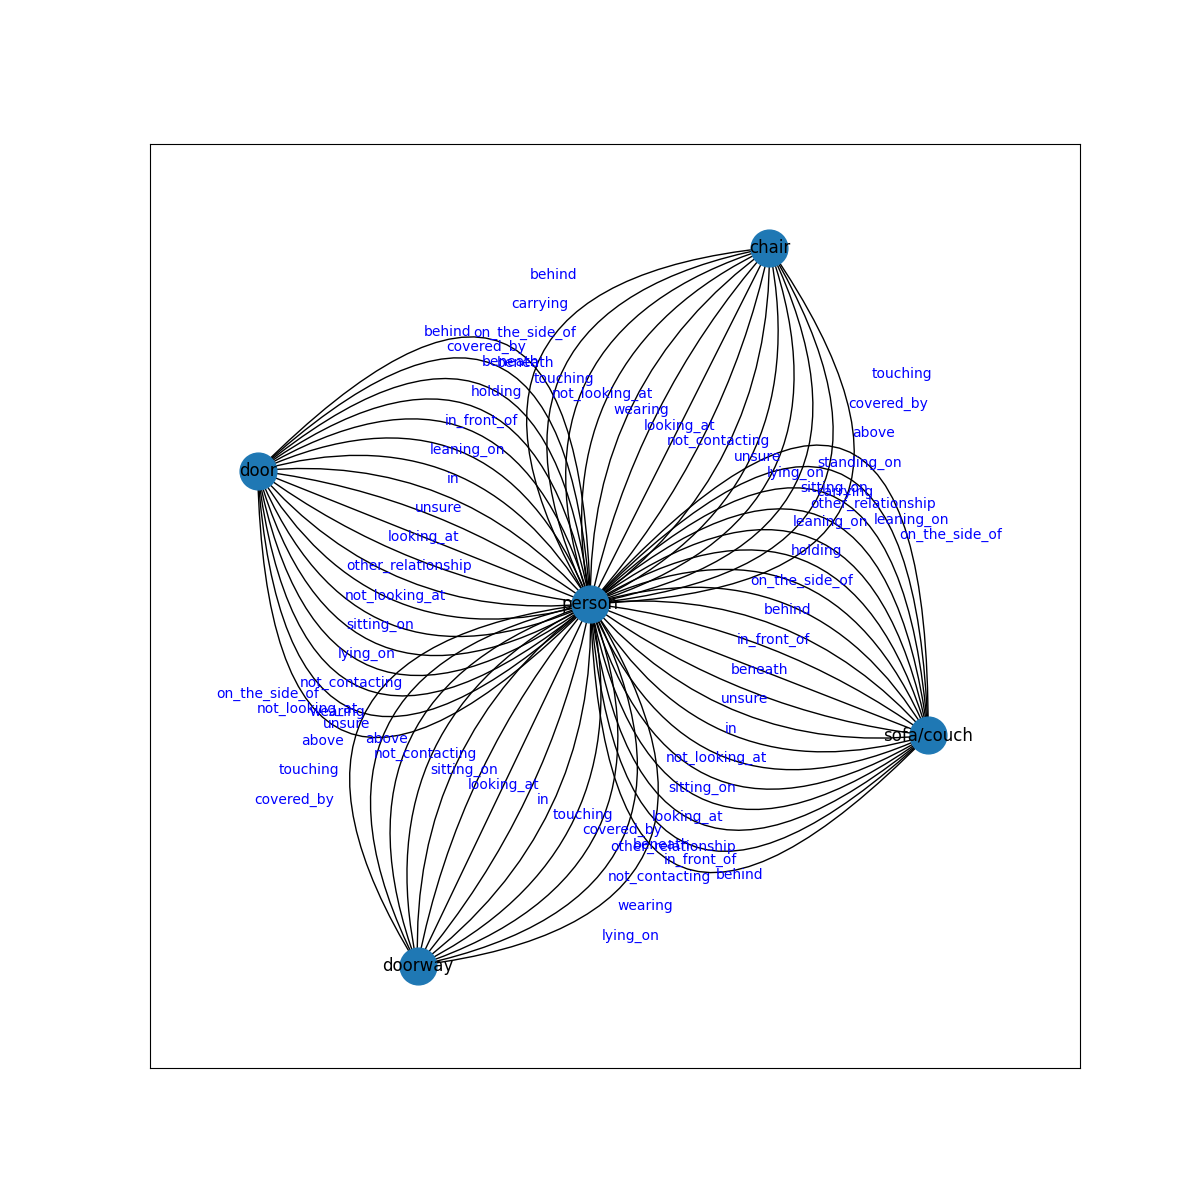 chair
behind
carrying
behind
on_the_side_of
covered_by
beneath
beneath
touching
touching
holding
not_looking_at
covered_by
wearing
in_front_of
looking_at
above
not_contacting
leaning_on
unsure
standing_on
door
lying_on
in
sitting_on
carrying
other_relationship
unsure
leaning_on
leaning_on
looking_at
on_the_side_of
holding
other_relationship
on_the_side_of
not_looking_at
person
behind
sitting_on
in_front_of
lying_on
beneath
not_contacting
on_the_side_of
unsure
not_looking_at
wearing
unsure
in
above
above
sofa/couch
not_contacting
not_looking_at
touching
sitting_on
looking_at
sitting_on
covered_by
in
touching
looking_at
covered_by
beneath
other_relationship
in_front_of
not_contacting
behind
wearing
lying_on
doorway